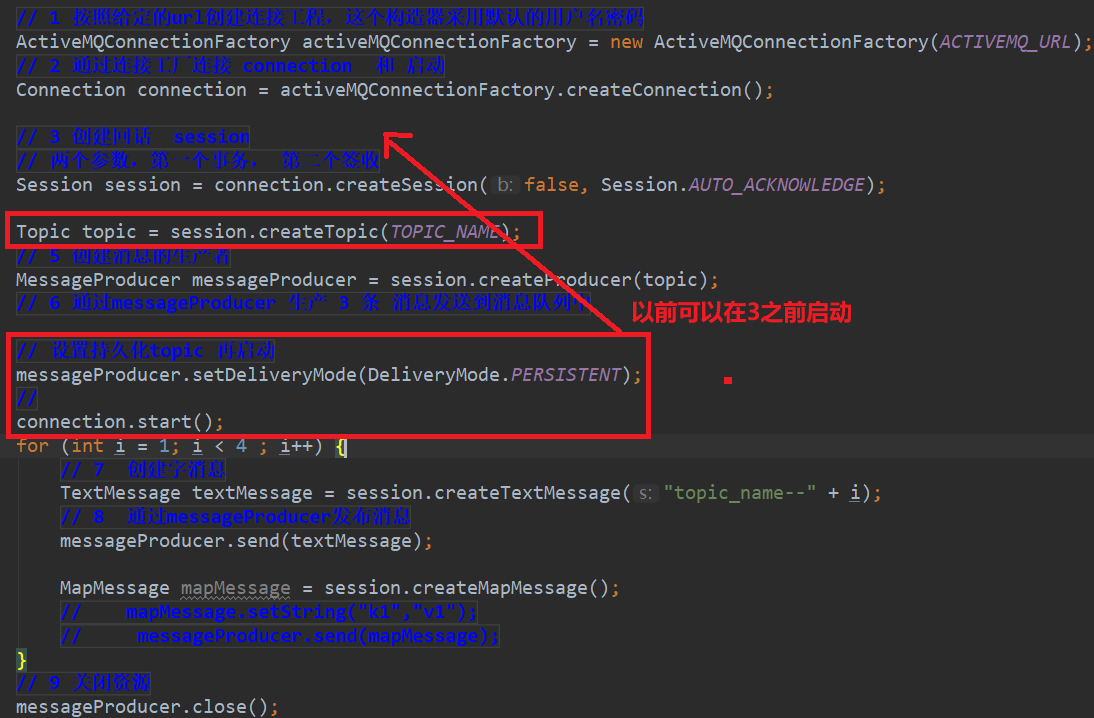 // 1 按照给定的url创建连接工程，这个构造器采用默认的用户名密码
ActiveMQConnectionFactory activeMQConnectionFactory = new ActiveMQConnectionFactory(ACTIVEMQ_URL);
// 2 通过连接工厂连接 connection 和 启动
Connection connection = activeMQConnectionFactory.createConnection();
// 3 创建回话 session
// 两个参数，第一个事务， 第二个签收
Session session = connection.createSession( b: false, Session.AUTO_ACKNOWLEDGE);
Topic topic = session.createTopic(TOPIC_NAME);
// 5 创建消息的生产者
MessageProducer messageProducer = session.createProducer(topic);
// 6 通过messageProducer 生产 3 条 消息发送到消息队列中
以前可以在3之前启动
// 设置持久化topic 再启动
messageProducer.setDeliveryMode(DeliveryMode.PERSISTENT);
//
connection.start();
for (int i = 1; i < 4 ; i++) {
// 7 创建字消息
TextMessage textMessage = session.createTextMessage( s: "topic_name--" + i);
// 8 通过messageProducer发布消息
messageProducer.send(textMessage);
MapMessage mapMessage = session.createMapMessage();
// mapMessage.setString("k1","v1");
// messageProducer.send(mapMessage);
}
// 9 关闭资源
messageProducer.close();